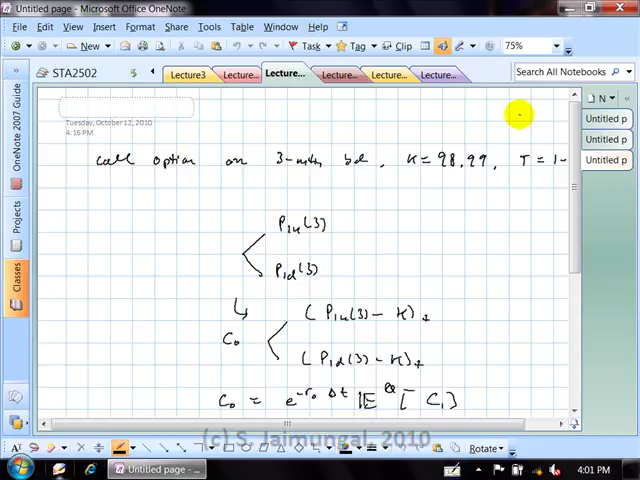 Untitled page - Microsoft Office OneNote
File Edit View Insert Format Share Tools Table Window Help
New Task Tag Clip 75%
STA2502 Lecture3 Lecture... Lecture... Lecture... Lecture... Lecture... Search All Notebooks
N
OneNote 2007 Guide
Projects
Classes
Untitled p
Untitled p
Untitled p
Tuesday, October 12, 2010
4:16 PM
call option on 3-mth bd, K = 98.99, T = 1-
P₁ᵤ(3)
P₁d(3)
C₀
(P₁ᵤ(3) - K)₊
(P₁d(3) - K)₊
C₀ = e^{-r₀ Δt} 𝔼^ℚ[ C₁ ]
(c) S. Jaimungal, 2010
Rotate
Untitled page - ...
4:01 PM